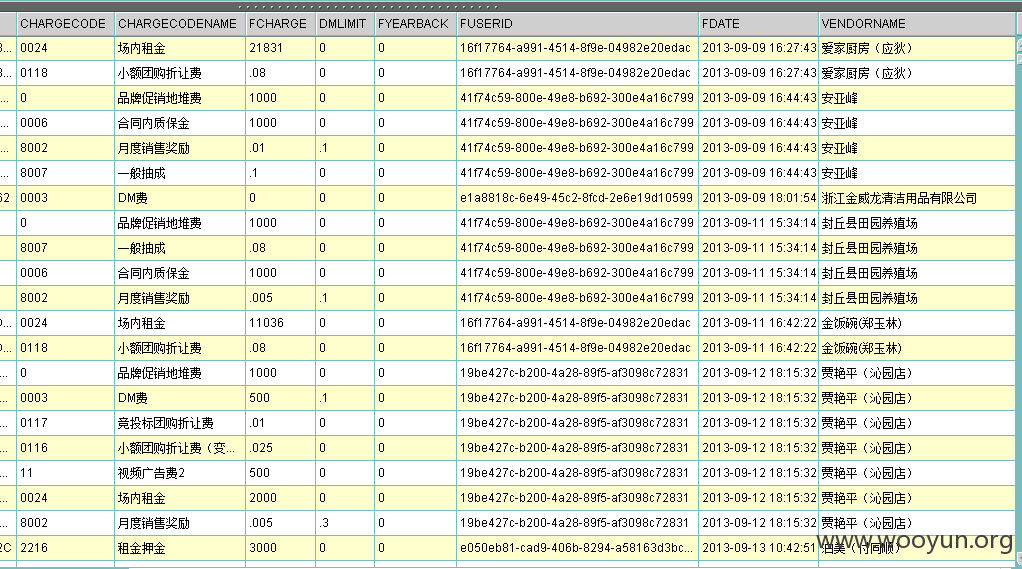 CHARGECODE CHARGECODENAME FCHARGE DMLIMIT FYEARBACK FUSERID FDATE VENDORNAME
3... 0024 场内租金 21831 0 0 16f17764-a991-4514-8f9e-04982e20edac 2013-09-09 16:27:43 爱家厨房（应狄）
3... 0118 小额团购折让费 .08 0 0 16f17764-a991-4514-8f9e-04982e20edac 2013-09-09 16:27:43 爱家厨房（应狄）
... 0 品牌促销地堆费 1000 0 0 41f74c59-800e-49e8-b692-300e4a16c799 2013-09-09 16:44:43 安亚峰
... 0006 合同内质保金 1000 0 0 41f74c59-800e-49e8-b692-300e4a16c799 2013-09-09 16:44:43 安亚峰
... 8002 月度销售奖励 .01 .1 0 41f74c59-800e-49e8-b692-300e4a16c799 2013-09-09 16:44:43 安亚峰
... 8007 一般抽成 .1 0 0 41f74c59-800e-49e8-b692-300e4a16c799 2013-09-09 16:44:43 安亚峰
62 0003 DM费 0 0 0 e1a8818c-6e49-45c2-8fcd-2e6e19d10599 2013-09-09 18:01:54 浙江金威龙清洁用品有限公司
0 品牌促销地堆费 1000 0 0 41f74c59-800e-49e8-b692-300e4a16c799 2013-09-11 15:34:14 封丘县田园养殖场
8007 一般抽成 .08 0 0 41f74c59-800e-49e8-b692-300e4a16c799 2013-09-11 15:34:14 封丘县田园养殖场
0006 合同内质保金 1000 0 0 41f74c59-800e-49e8-b692-300e4a16c799 2013-09-11 15:34:14 封丘县田园养殖场
8002 月度销售奖励 .005 .1 0 41f74c59-800e-49e8-b692-300e4a16c799 2013-09-11 15:34:14 封丘县田园养殖场
... 0024 场内租金 11036 0 0 16f17764-a991-4514-8f9e-04982e20edac 2013-09-11 16:42:22 金饭碗(郑玉林)
... 0118 小额团购折让费 .08 0 0 16f17764-a991-4514-8f9e-04982e20edac 2013-09-11 16:42:22 金饭碗(郑玉林)
... 0 品牌促销地堆费 1000 0 0 19be427c-b200-4a28-89f5-af3098c72831 2013-09-12 18:15:32 贾艳平（沁园店）
... 0003 DM费 500 .1 0 19be427c-b200-4a28-89f5-af3098c72831 2013-09-12 18:15:32 贾艳平（沁园店）
... 0117 竟投标团购折让费 .01 0 0 19be427c-b200-4a28-89f5-af3098c72831 2013-09-12 18:15:32 贾艳平（沁园店）
... 0116 小额团购折让费（变... .025 0 0 19be427c-b200-4a28-89f5-af3098c72831 2013-09-12 18:15:32 贾艳平（沁园店）
... 11 视频广告费2 500 0 0 19be427c-b200-4a28-89f5-af3098c72831 2013-09-12 18:15:32 贾艳平（沁园店）
... 0024 场内租金 2000 0 0 19be427c-b200-4a28-89f5-af3098c72831 2013-09-12 18:15:32 贾艳平（沁园店）
... 8002 月度销售奖励 .005 .3 0 19be427c-b200-4a28-89f5-af3098c72831 2013-09-12 18:15:32 贾艳平（沁园店）
2C 2216 租金押金 3000 0 0 e050eb81-cad9-406b-8294-a58163d3bc... 2013-09-13 10:42:51
www.wooyun.org